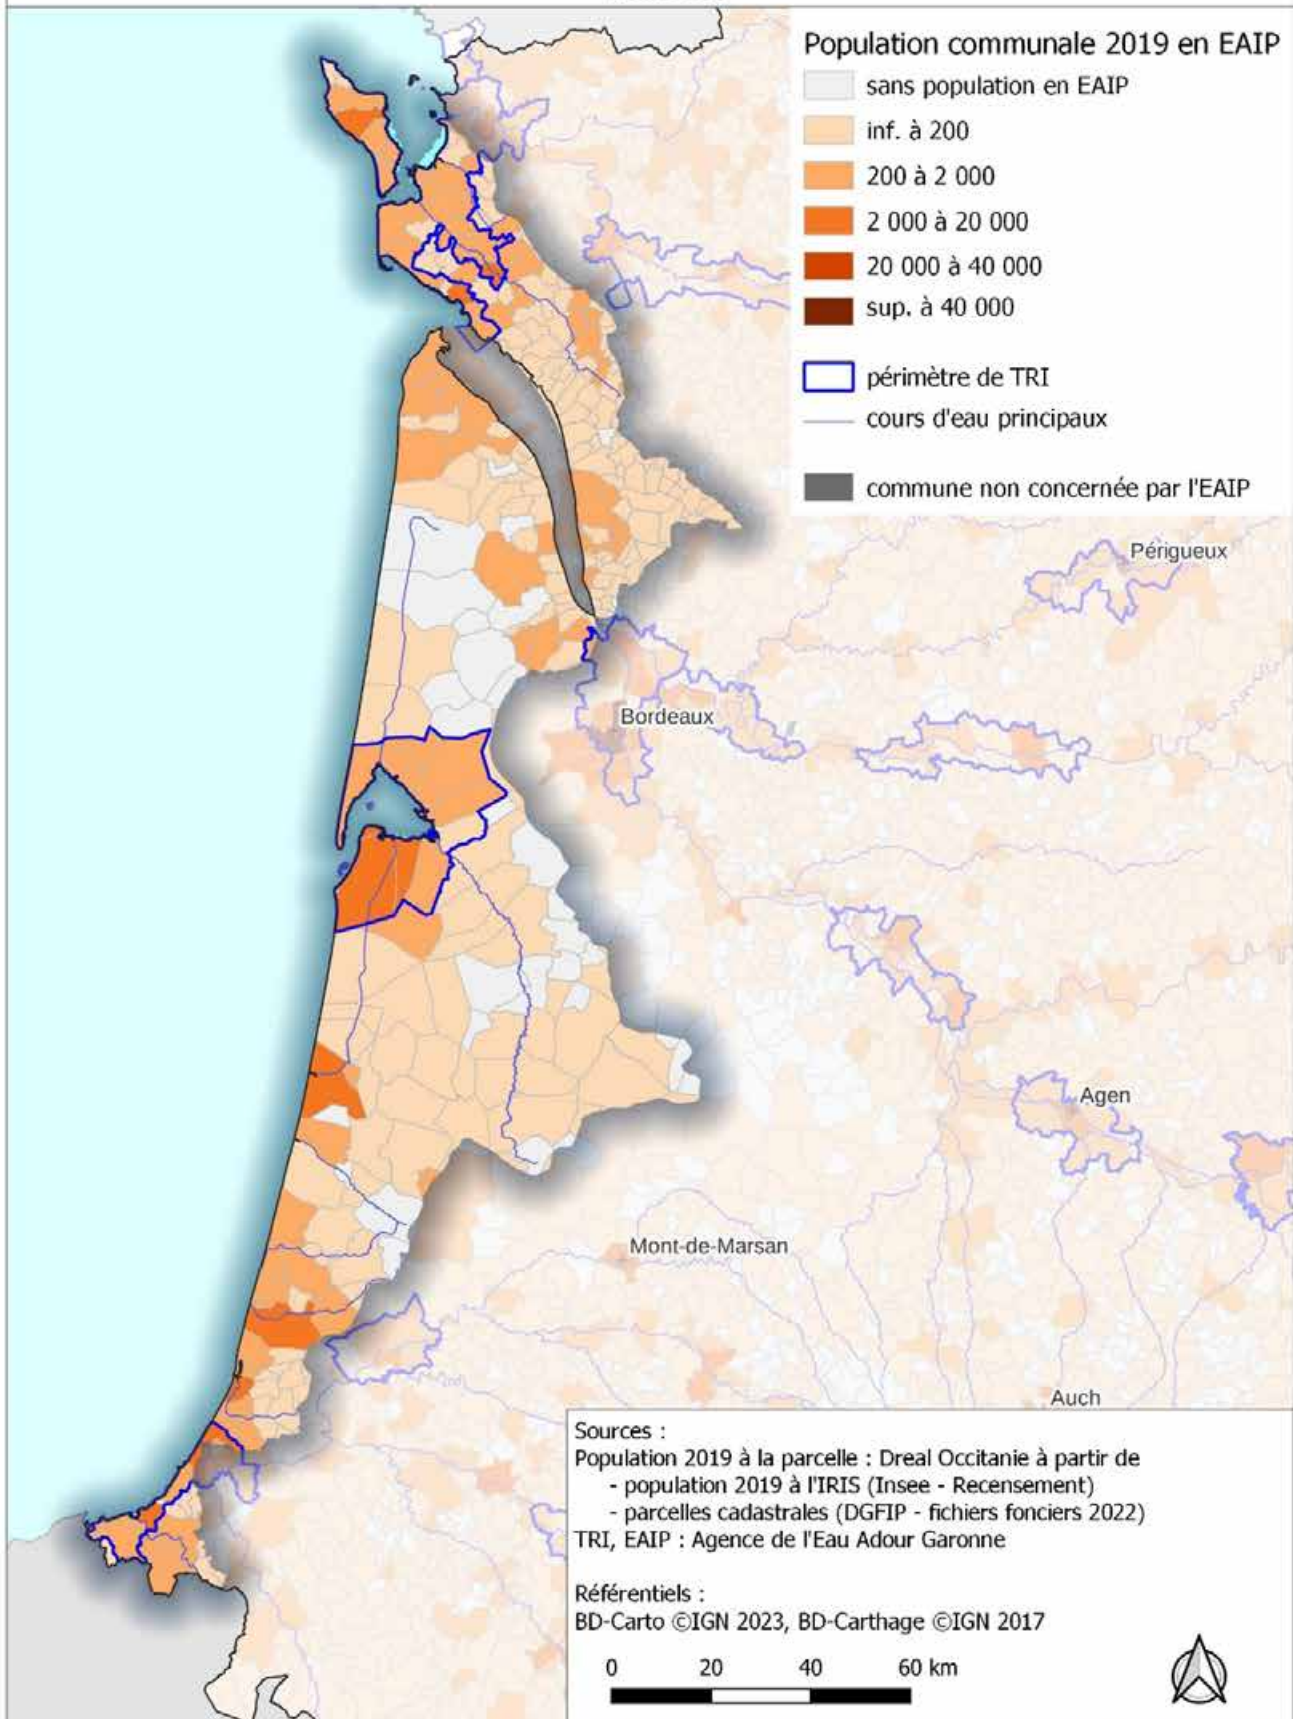 Population communale 2019 en EAIP
sans population en EAIP
inf. à 200
200 à 2 000
2 000 à 20 000
20 000 à 40 000
sup. à 40 000
périmètre de TRI
cours d'eau principaux
commune non concernée par l'EAIP
Périgueux
Bordeaux
Agen
Mont-de-Marsan
Auch
Sources :
Population 2019 à la parcelle : Dreal Occitanie à partir de
- population 2019 à l'IRIS (Insee - Recensement)
- parcelles cadastrales (DGFIP - fichiers fonciers 2022)
TRI, EAIP : Agence de l'Eau Adour Garonne
Référentiels :
BD-Carto ©IGN 2023, BD-Carthage ©IGN 2017
0 20 40 60 km